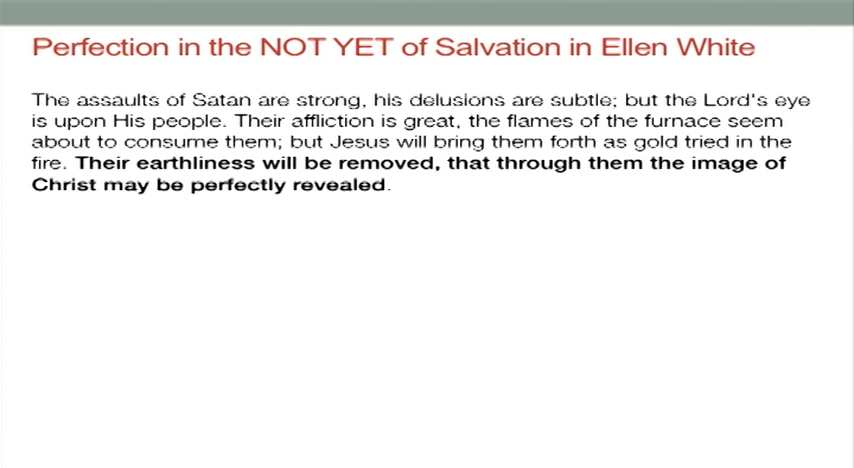 Perfection in the NOT YET of Salvation in Ellen White
The assaults of Satan are strong, his delusions are subtle; but the Lord's eye
is upon His people. Their affliction is great, the flames of the furnace seem
about to consume them; but Jesus will bring them forth as gold tried in the
fire. Their earthliness will be removed, that through them the image of
Christ may be perfectly revealed.